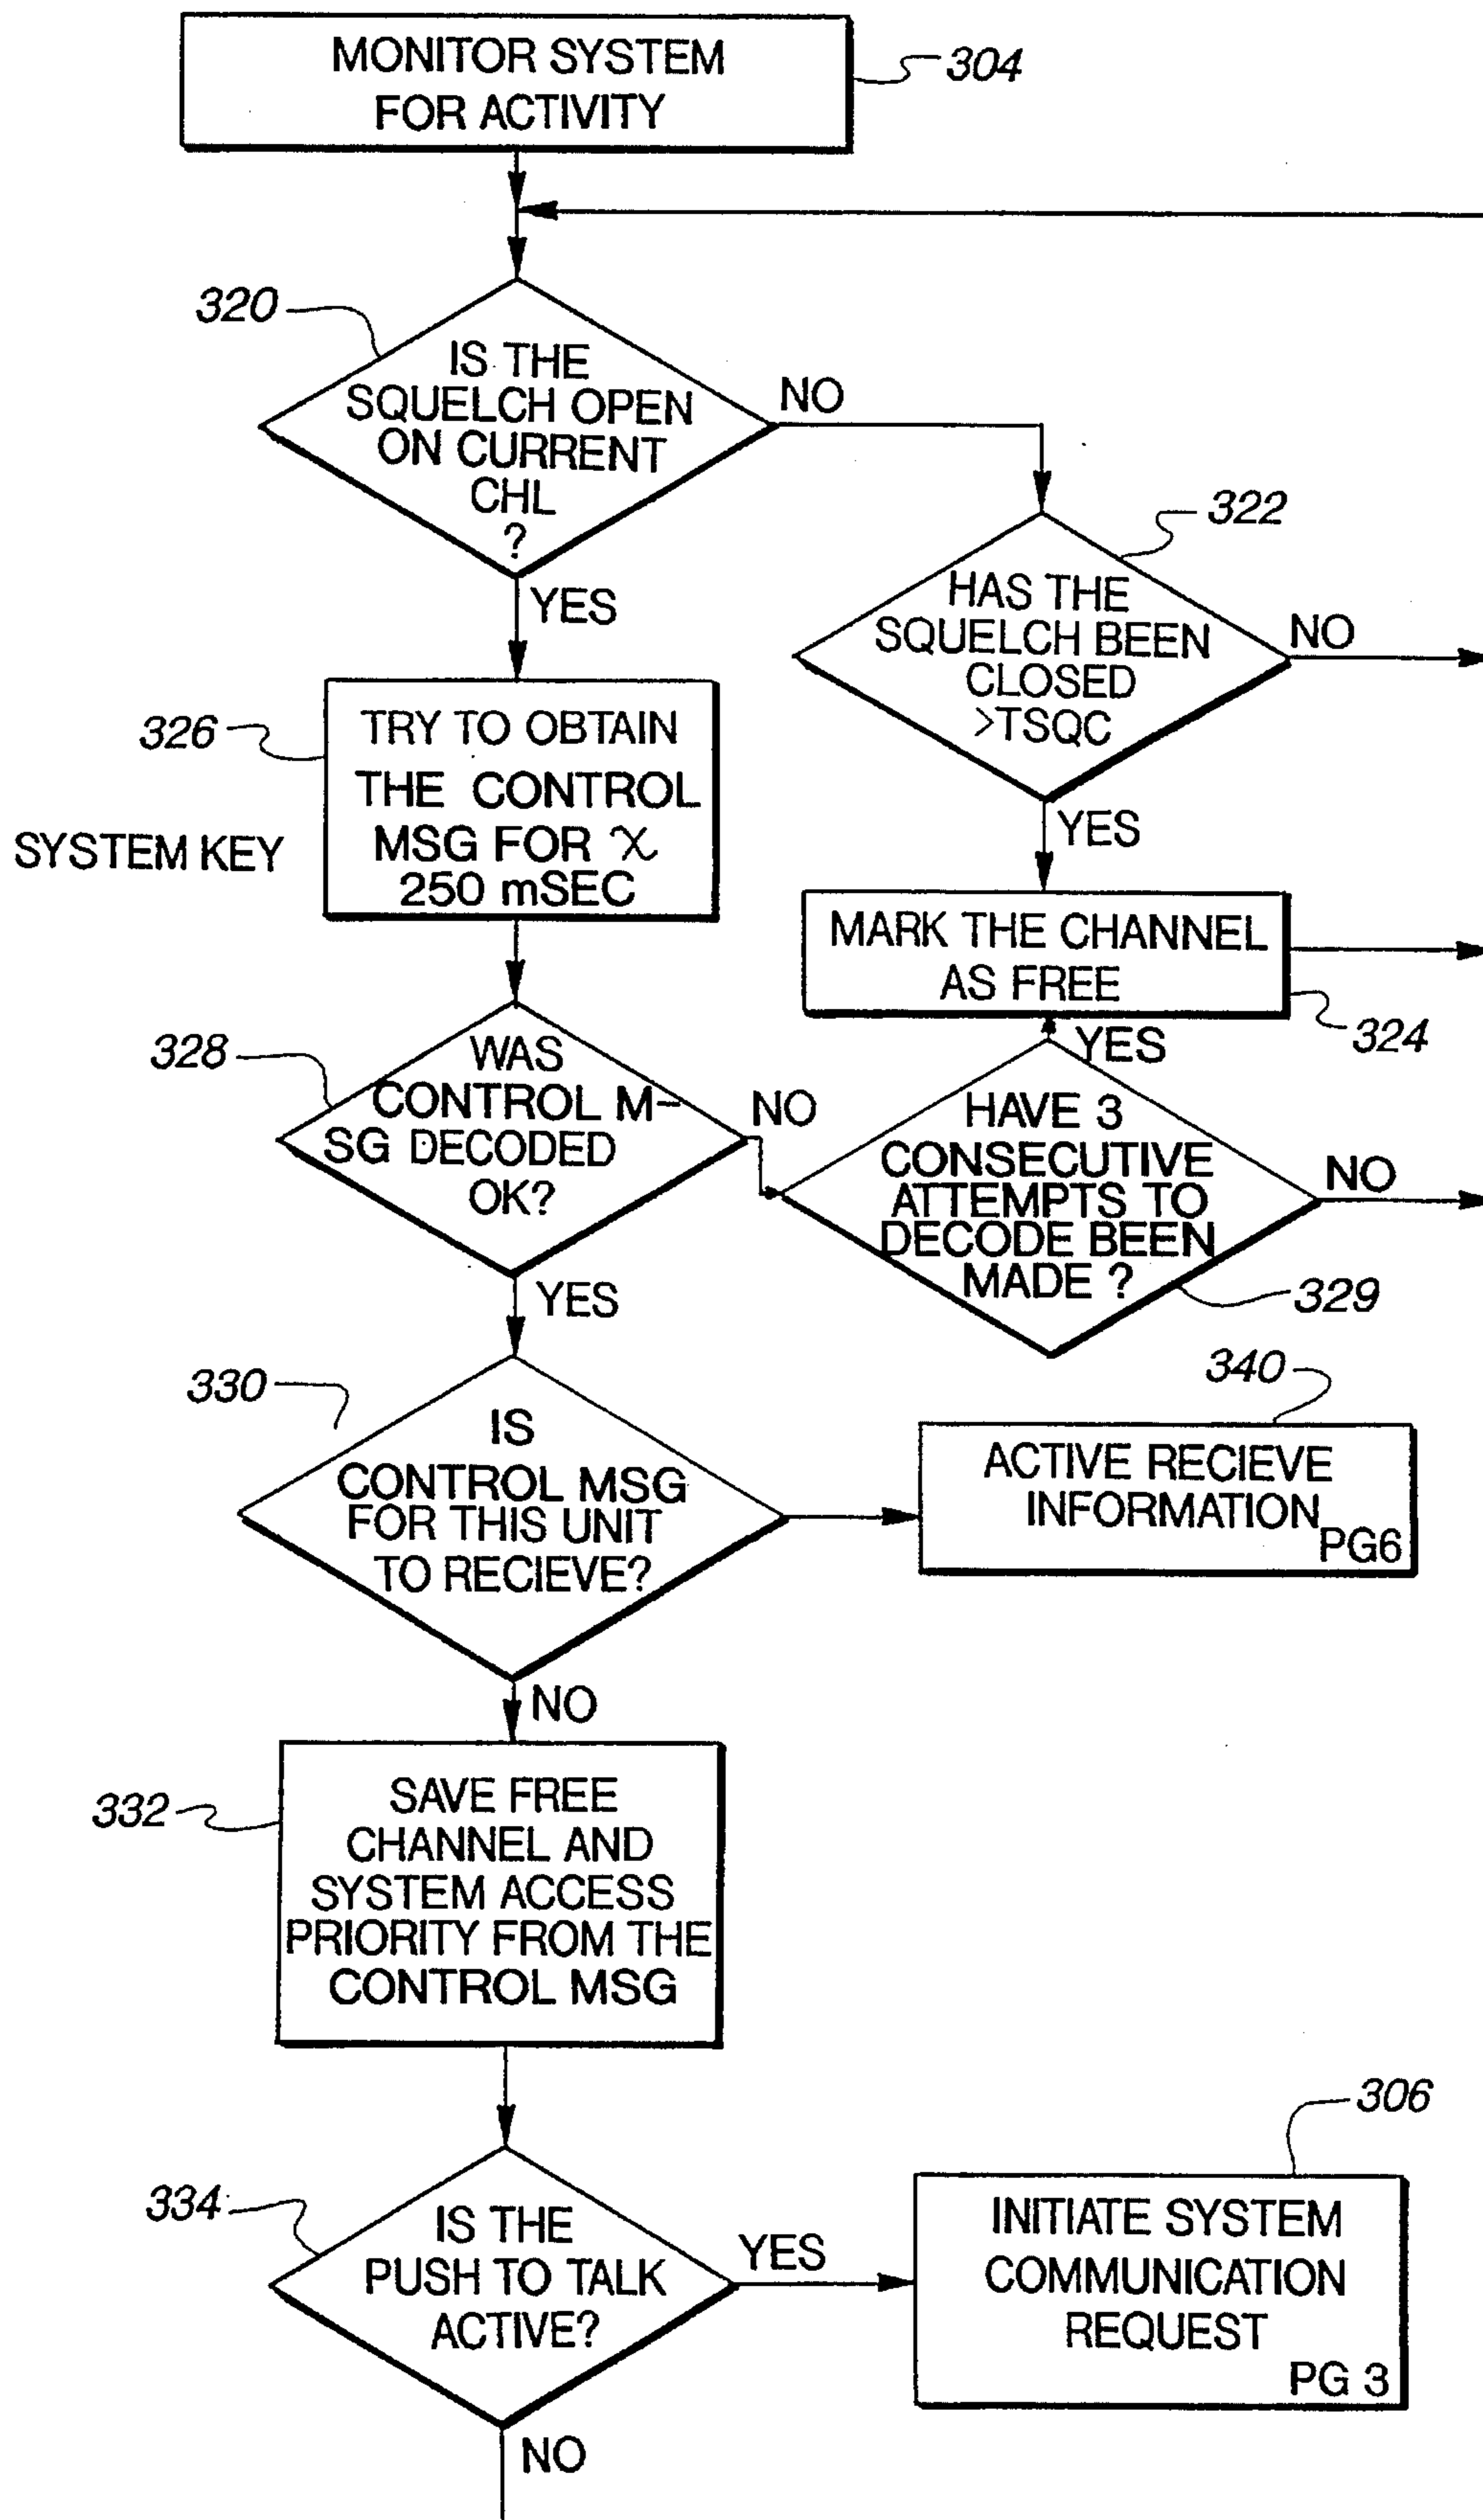 MONITOR SYSTEM
FOR ACTIVITY
304
320
IS THE
SQUELCH OPEN
ON CURRENT
CHL
?
NO
YES
322
HAS THE
SQUELCH BEEN
CLOSED
>TSQC
NO
YES
326
TRY TO OBTAIN
THE CONTROL
MSG FOR X
250 mSEC
SYSTEM KEY
MARK THE CHANNEL
AS FREE
324
328
WAS
CONTROL M-
SG DECODED
OK?
NO
YES
YES
HAVE 3
CONSECUTIVE
ATTEMPTS TO
DECODE BEEN
MADE ?
NO
329
330
IS
CONTROL MSG
FOR THIS UNIT
TO RECIEVE?
340
ACTIVE RECIEVE
INFORMATION
PG6
NO
332
SAVE FREE
CHANNEL AND
SYSTEM ACCESS
PRIORITY FROM THE
CONTROL MSG
334
IS THE
PUSH TO TALK
ACTIVE?
YES
306
INITIATE SYSTEM
COMMUNICATION
REQUEST
PG 3
NO